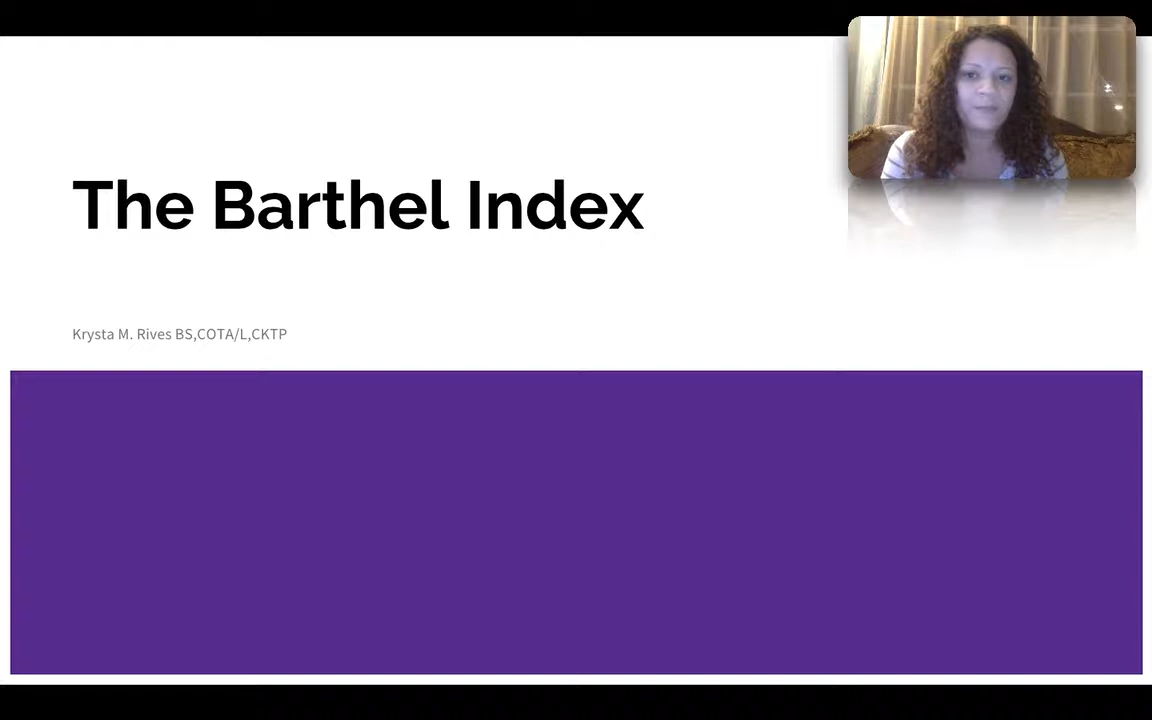 The Barthel Index
Krysta M. Rives BS,COTA/L,CKTP